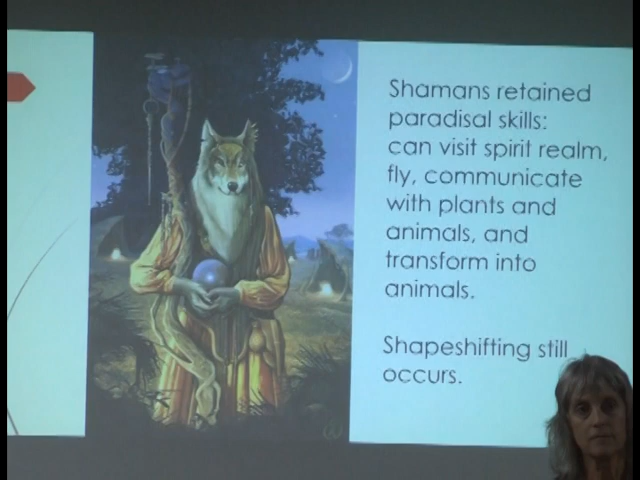 Shamans retained
paradisal skills:
can visit spirit realm,
fly, communicate
with plants and
animals, and
transform into
animals.
Shapeshifting still
occurs.